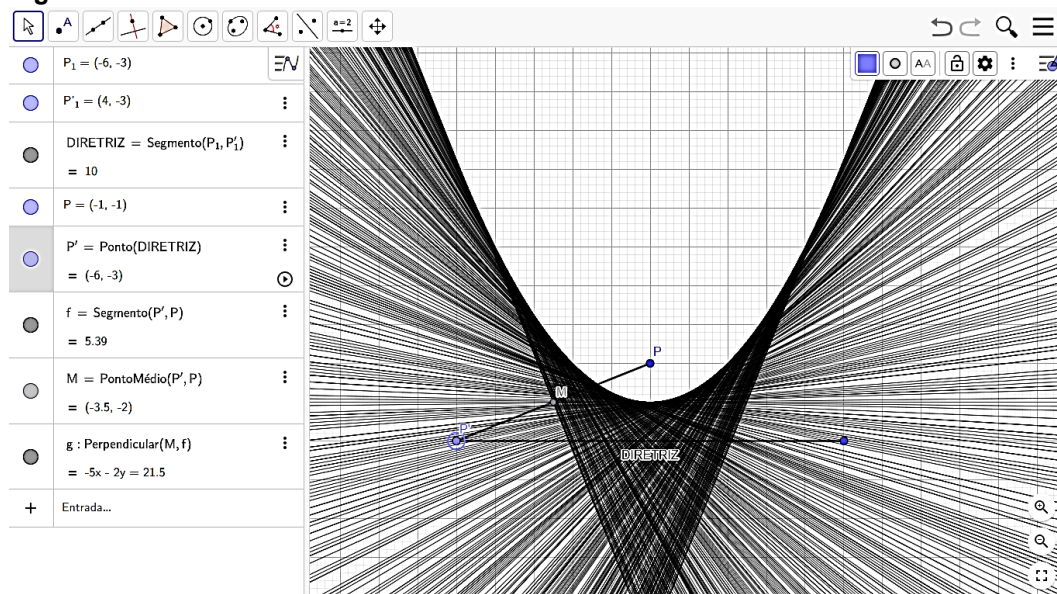 A
a=2
AA
P₁ = (-6, -3)
P'₁ = (4, -3)
DIRETRIZ = Segmento(P₁, P′₁)
= 10
P = (-1, -1)
P′ = Ponto(DIRETRIZ)
= (-6, -3)
f = Segmento(P′, P)
= 5.39
M = PontoMédio(P′, P)
= (-3.5, -2)
g : Perpendicular(M, f)
= -5x - 2y = 21.5
+ Entrada...
P
M
P'
DIRETRIZ